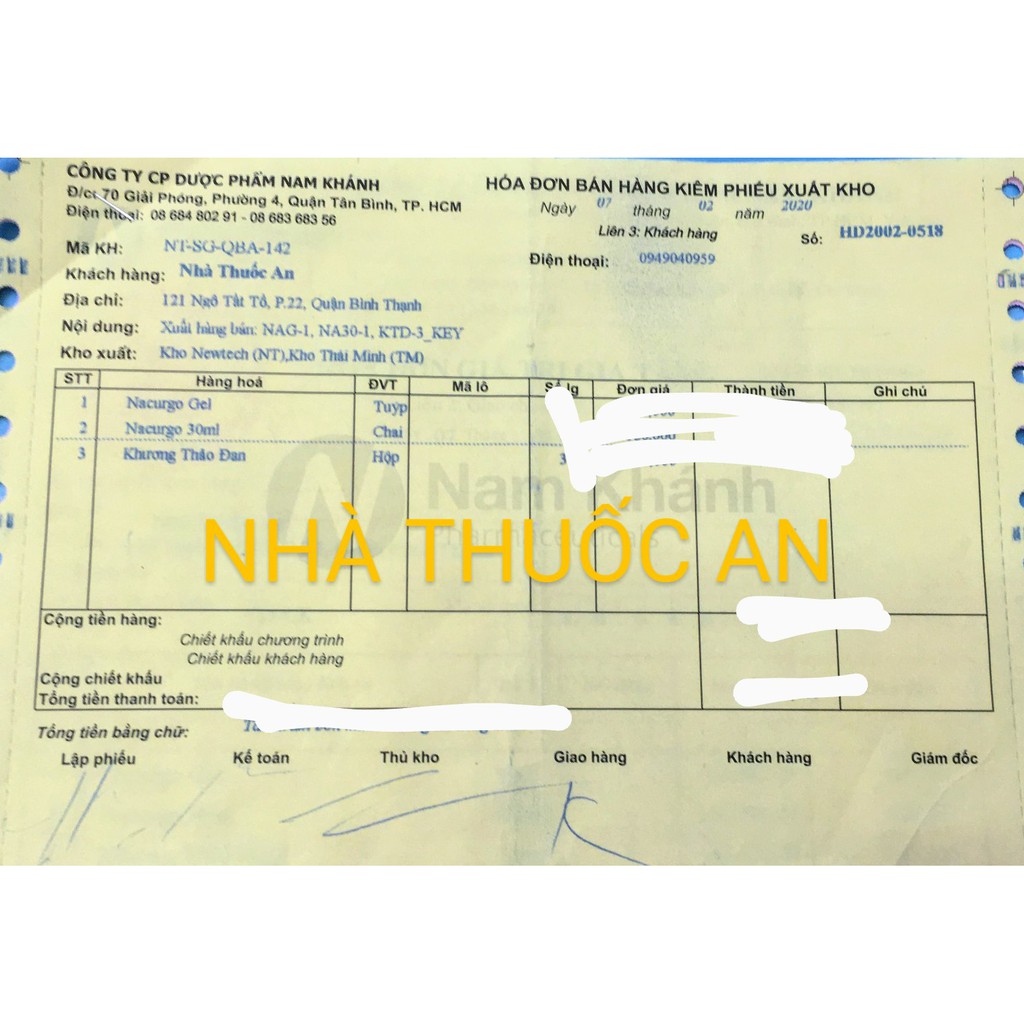 CÔNG TY CP DƯỢC PHẨM NAM KHÁNH
Đ/c: 70 Giải Phóng, Phường 4, Quận Tân Bình, TP. HCM
Điện thoại: 08 684 802 91 - 08 683 683 56
HÓA ĐƠN BÁN HÀNG KIÊM PHIẾU XUẤT KHO
Ngày 07 tháng 02 năm 2020
Liên 3: Khách hàng
Số: HD2002-0518
Mã KH: NT-SG-QBA-142
Điện thoại: 0949040959
Khách hàng: Nhà Thuốc An
Địa chỉ: 121 Ngô Tất Tố, P.22, Quận Bình Thạnh
Nội dung: Xuất hàng bán: NAG-1, NA30-1, KTD-3_KEY
Kho xuất: Kho Newtech (NT),Kho Thái Minh (TM)
STT Hàng hoá ĐVT Mã lô Số lg Đơn giá Thành tiền Ghi chú
1 Nacurgo Gel Tuýp
2 Nacurgo 30ml Chai
3 Khương Thảo Đan Hộp 3
Nam Khánh
Pharmaceuticals
NHÀ THUỐC AN
Cộng tiền hàng:
Chiết khấu chương trình
Chiết khấu khách hàng
Cộng chiết khấu
Tổng tiền thanh toán:
Tổng tiền bằng chữ:
Lập phiếu Kế toán Thủ kho Giao hàng Khách hàng Giám đốc